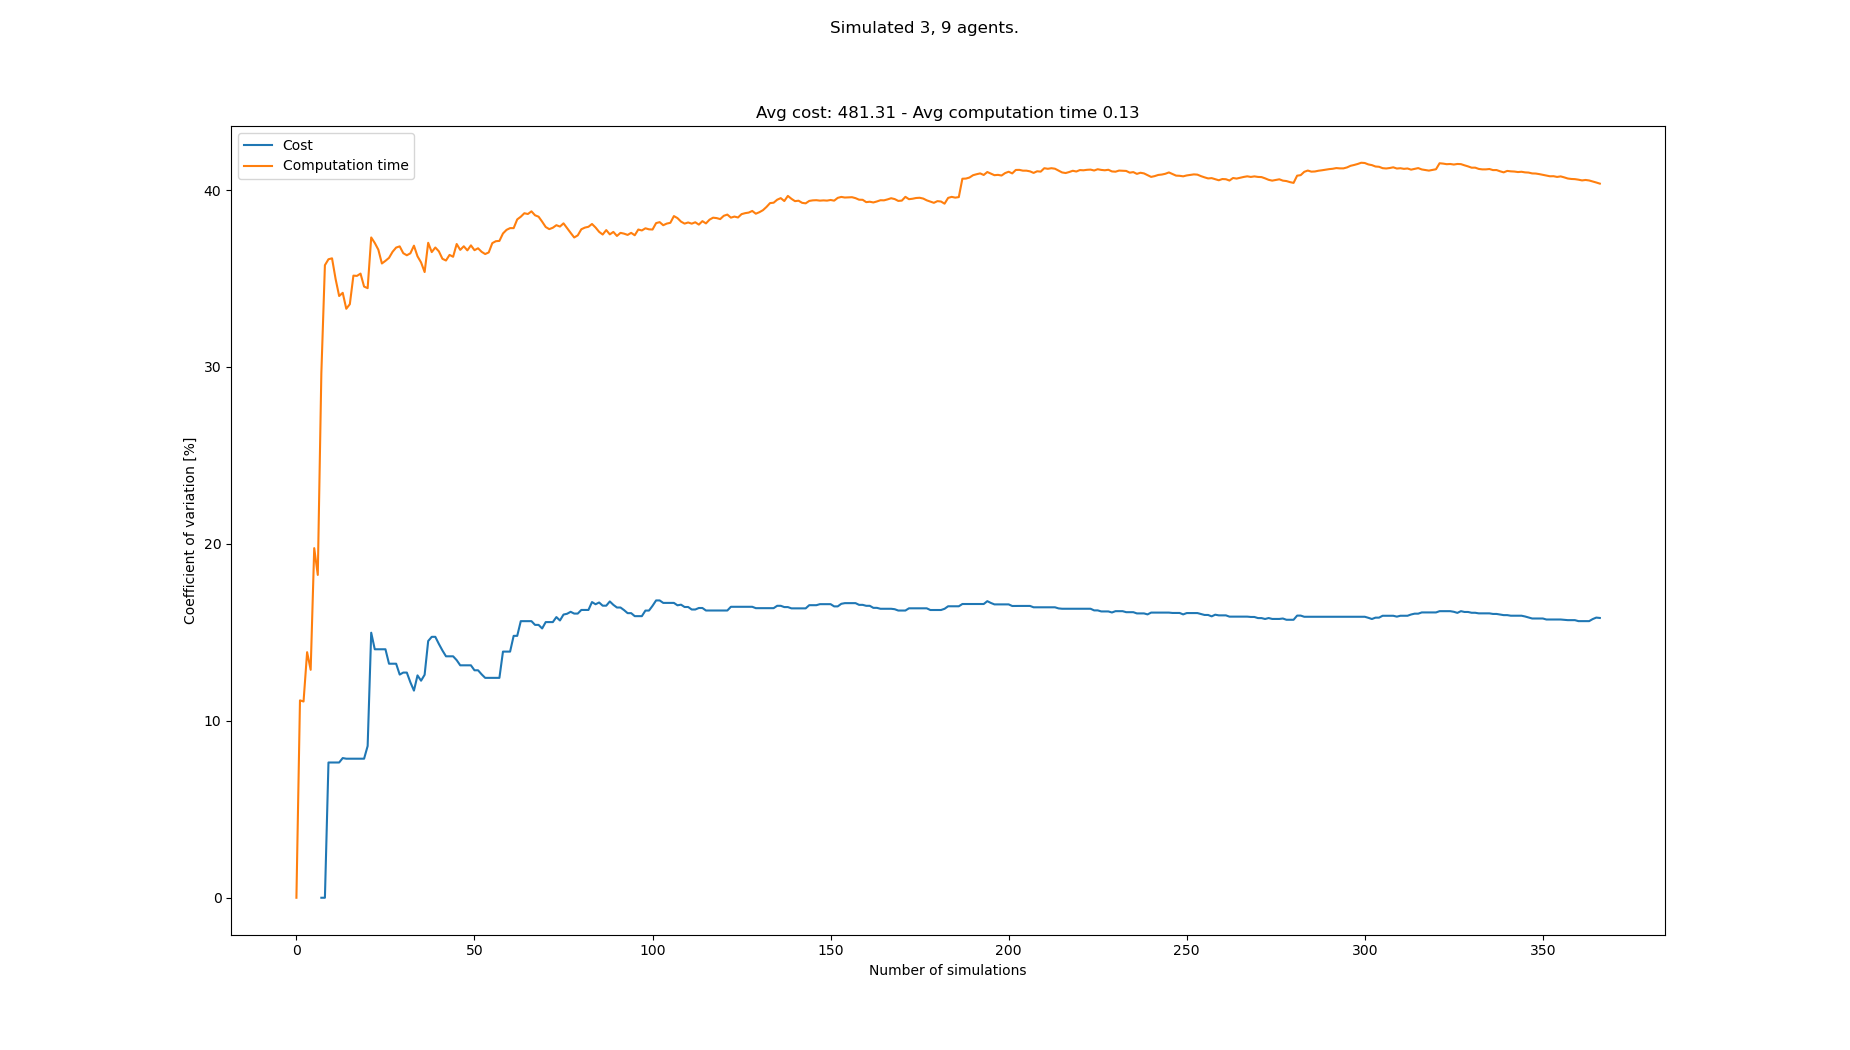 Simulated 3, 9 agents.
Avg cost: 481.31 - Avg computation time 0.13
Cost
Computation time
Coefficient of variation [%]
40
30
20
10
0
0 50 100 150 200 250 300 350
Number of simulations